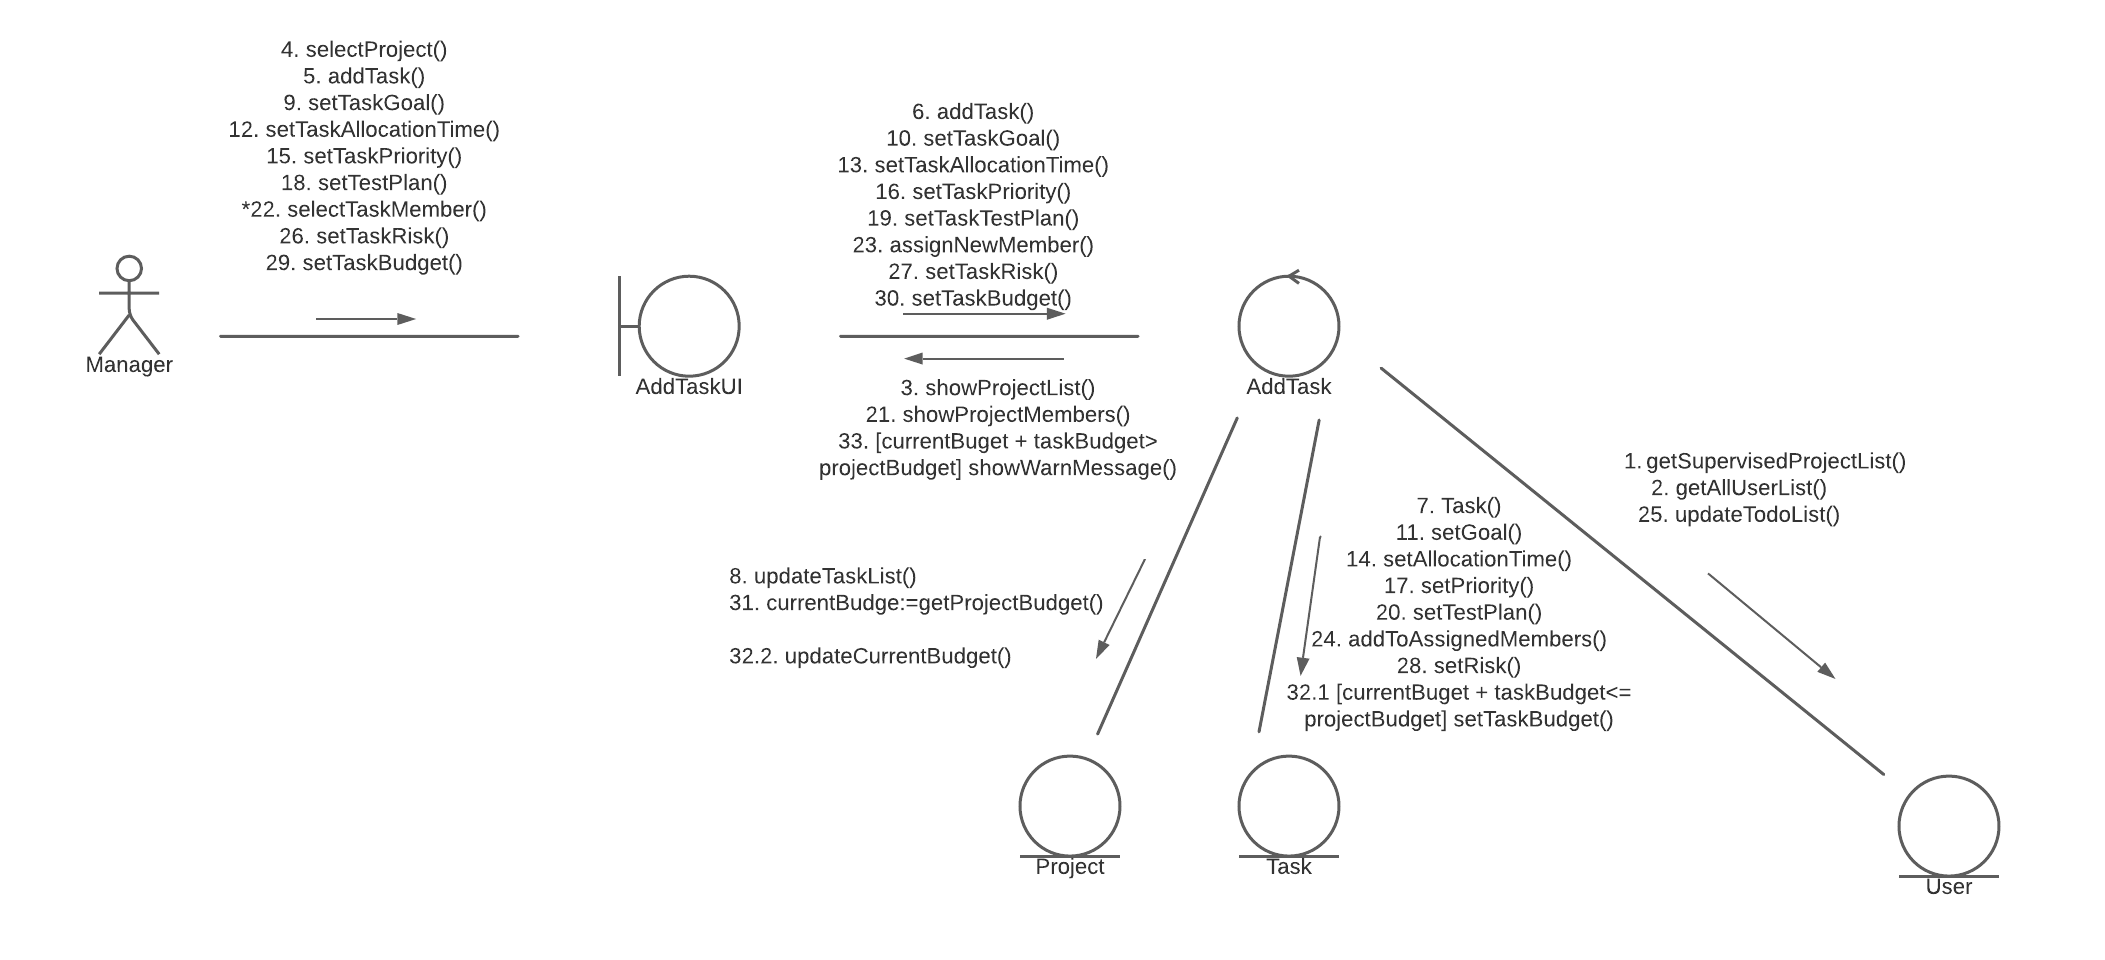 4. selectProject()
5. addTask()
9. setTaskGoal()
12. setTaskAllocationTime()
15. setTaskPriority()
18. setTestPlan()
*22. selectTaskMember()
26. setTaskRisk()
29. setTaskBudget()
Manager
6. addTask()
10. setTaskGoal()
13. setTaskAllocationTime()
16. setTaskPriority()
19. setTaskTestPlan()
23. assignNewMember()
27. setTaskRisk()
30. setTaskBudget()
AddTaskUI
3. showProjectList()
21. showProjectMembers()
33. [currentBuget + taskBudget>
projectBudget] showWarnMessage()
AddTask
1. getSupervisedProjectList()
2. getAllUserList()
25. updateTodoList()
7. Task()
11. setGoal()
14. setAllocationTime()
17. setPriority()
20. setTestPlan()
24. addToAssignedMembers()
28. setRisk()
32.1 [currentBuget + taskBudget<=
projectBudget] setTaskBudget()
8. updateTaskList()
31. currentBudge:=getProjectBudget()
32.2. updateCurrentBudget()
Project
Task
User